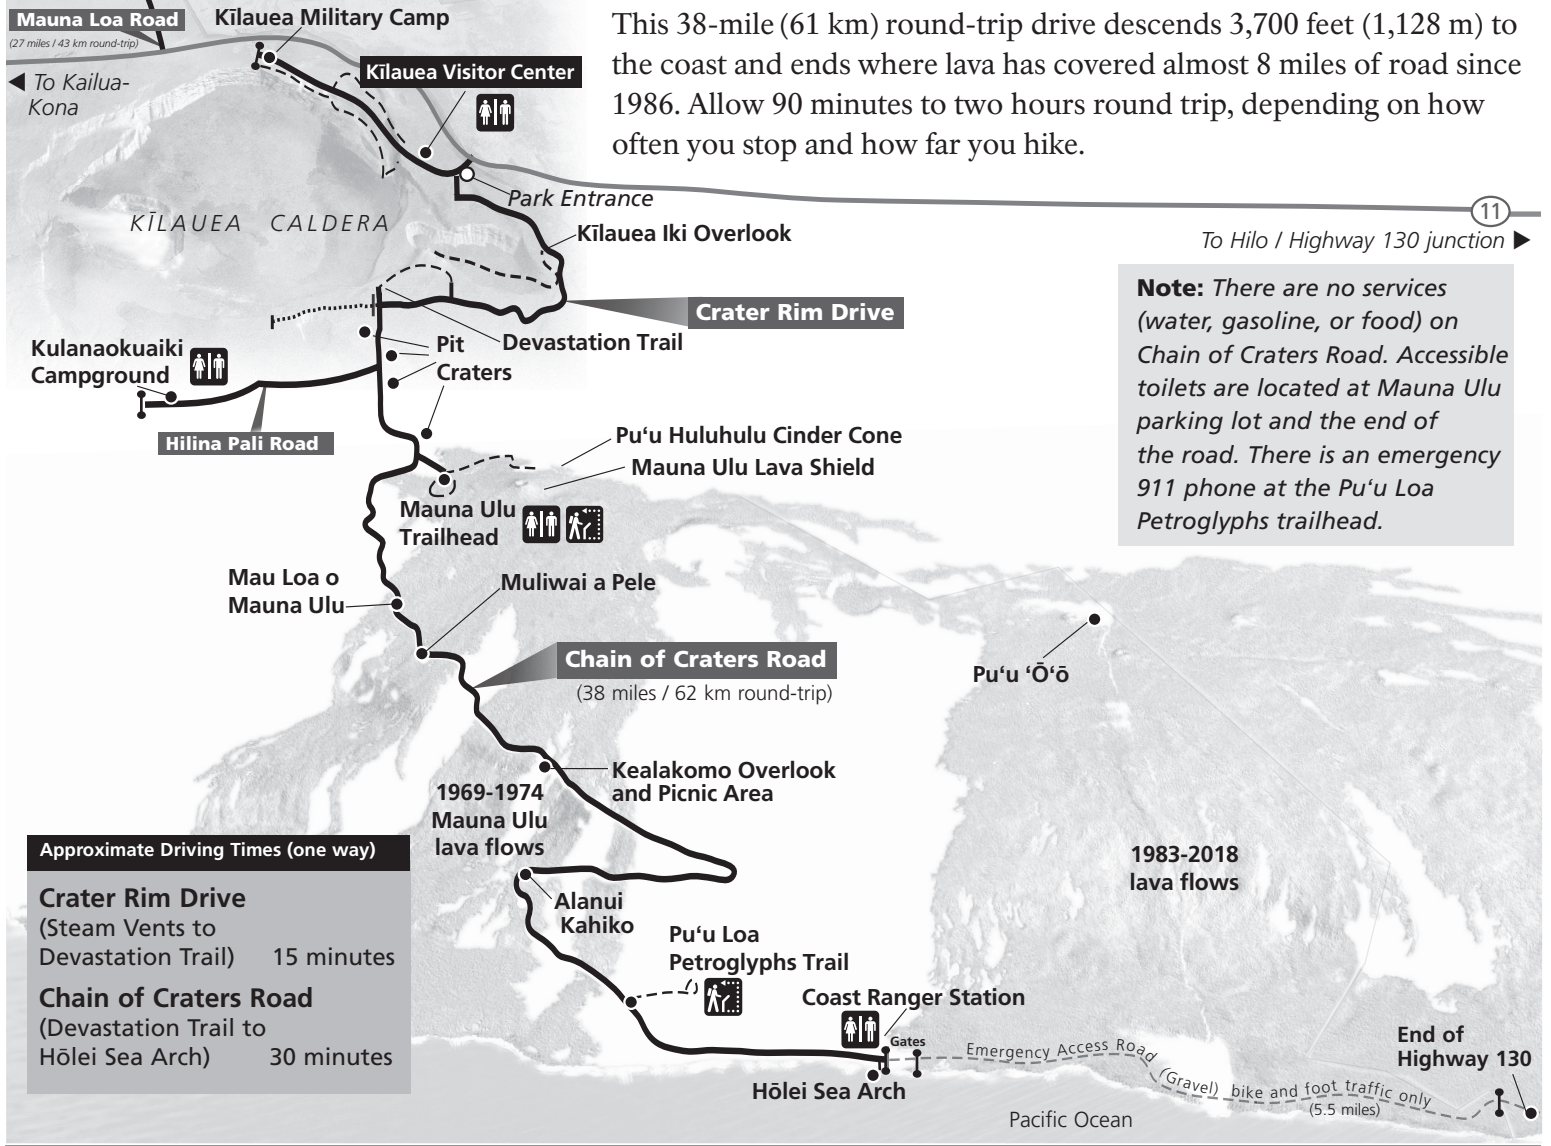 Mauna Loa Road
(27 miles / 43 km round-trip)
Kīlauea Military Camp
◀ To Kailua-
Kona
Kīlauea Visitor Center
This 38-mile (61 km) round-trip drive descends 3,700 feet (1,128 m) to
the coast and ends where lava has covered almost 8 miles of road since
1986. Allow 90 minutes to two hours round trip, depending on how
often you stop and how far you hike.
Park Entrance
11
KĪLAUEA CALDERA
Kīlauea Iki Overlook
To Hilo / Highway 130 junction ▶
Note: There are no services
(water, gasoline, or food) on
Chain of Craters Road. Accessible
toilets are located at Mauna Ulu
parking lot and the end of
the road. There is an emergency
911 phone at the Pu‘u Loa
Petroglyphs trailhead.
Crater Rim Drive
Devastation Trail
Pit
Craters
Kulanaokuaiki
Campground
Hilina Pali Road
Pu‘u Huluhulu Cinder Cone
Mauna Ulu Lava Shield
Mauna Ulu
Trailhead
Mau Loa o
Mauna Ulu
Muliwai a Pele
Chain of Craters Road
(38 miles / 62 km round-trip)
Pu‘u ‘Ō‘ō
Kealakomo Overlook
and Picnic Area
1969-1974
Mauna Ulu
lava flows
1983-2018
lava flows
Approximate Driving Times (one way)
Crater Rim Drive
(Steam Vents to
Devastation Trail) 15 minutes
Chain of Craters Road
(Devastation Trail to
Hōlei Sea Arch) 30 minutes
Alanui
Kahiko
Pu‘u Loa
Petroglyphs Trail
Coast Ranger Station
Gates
Hōlei Sea Arch
Emergency Access Road
(Gravel) bike and foot traffic only
(5.5 miles)
End of
Highway 130
Pacific Ocean